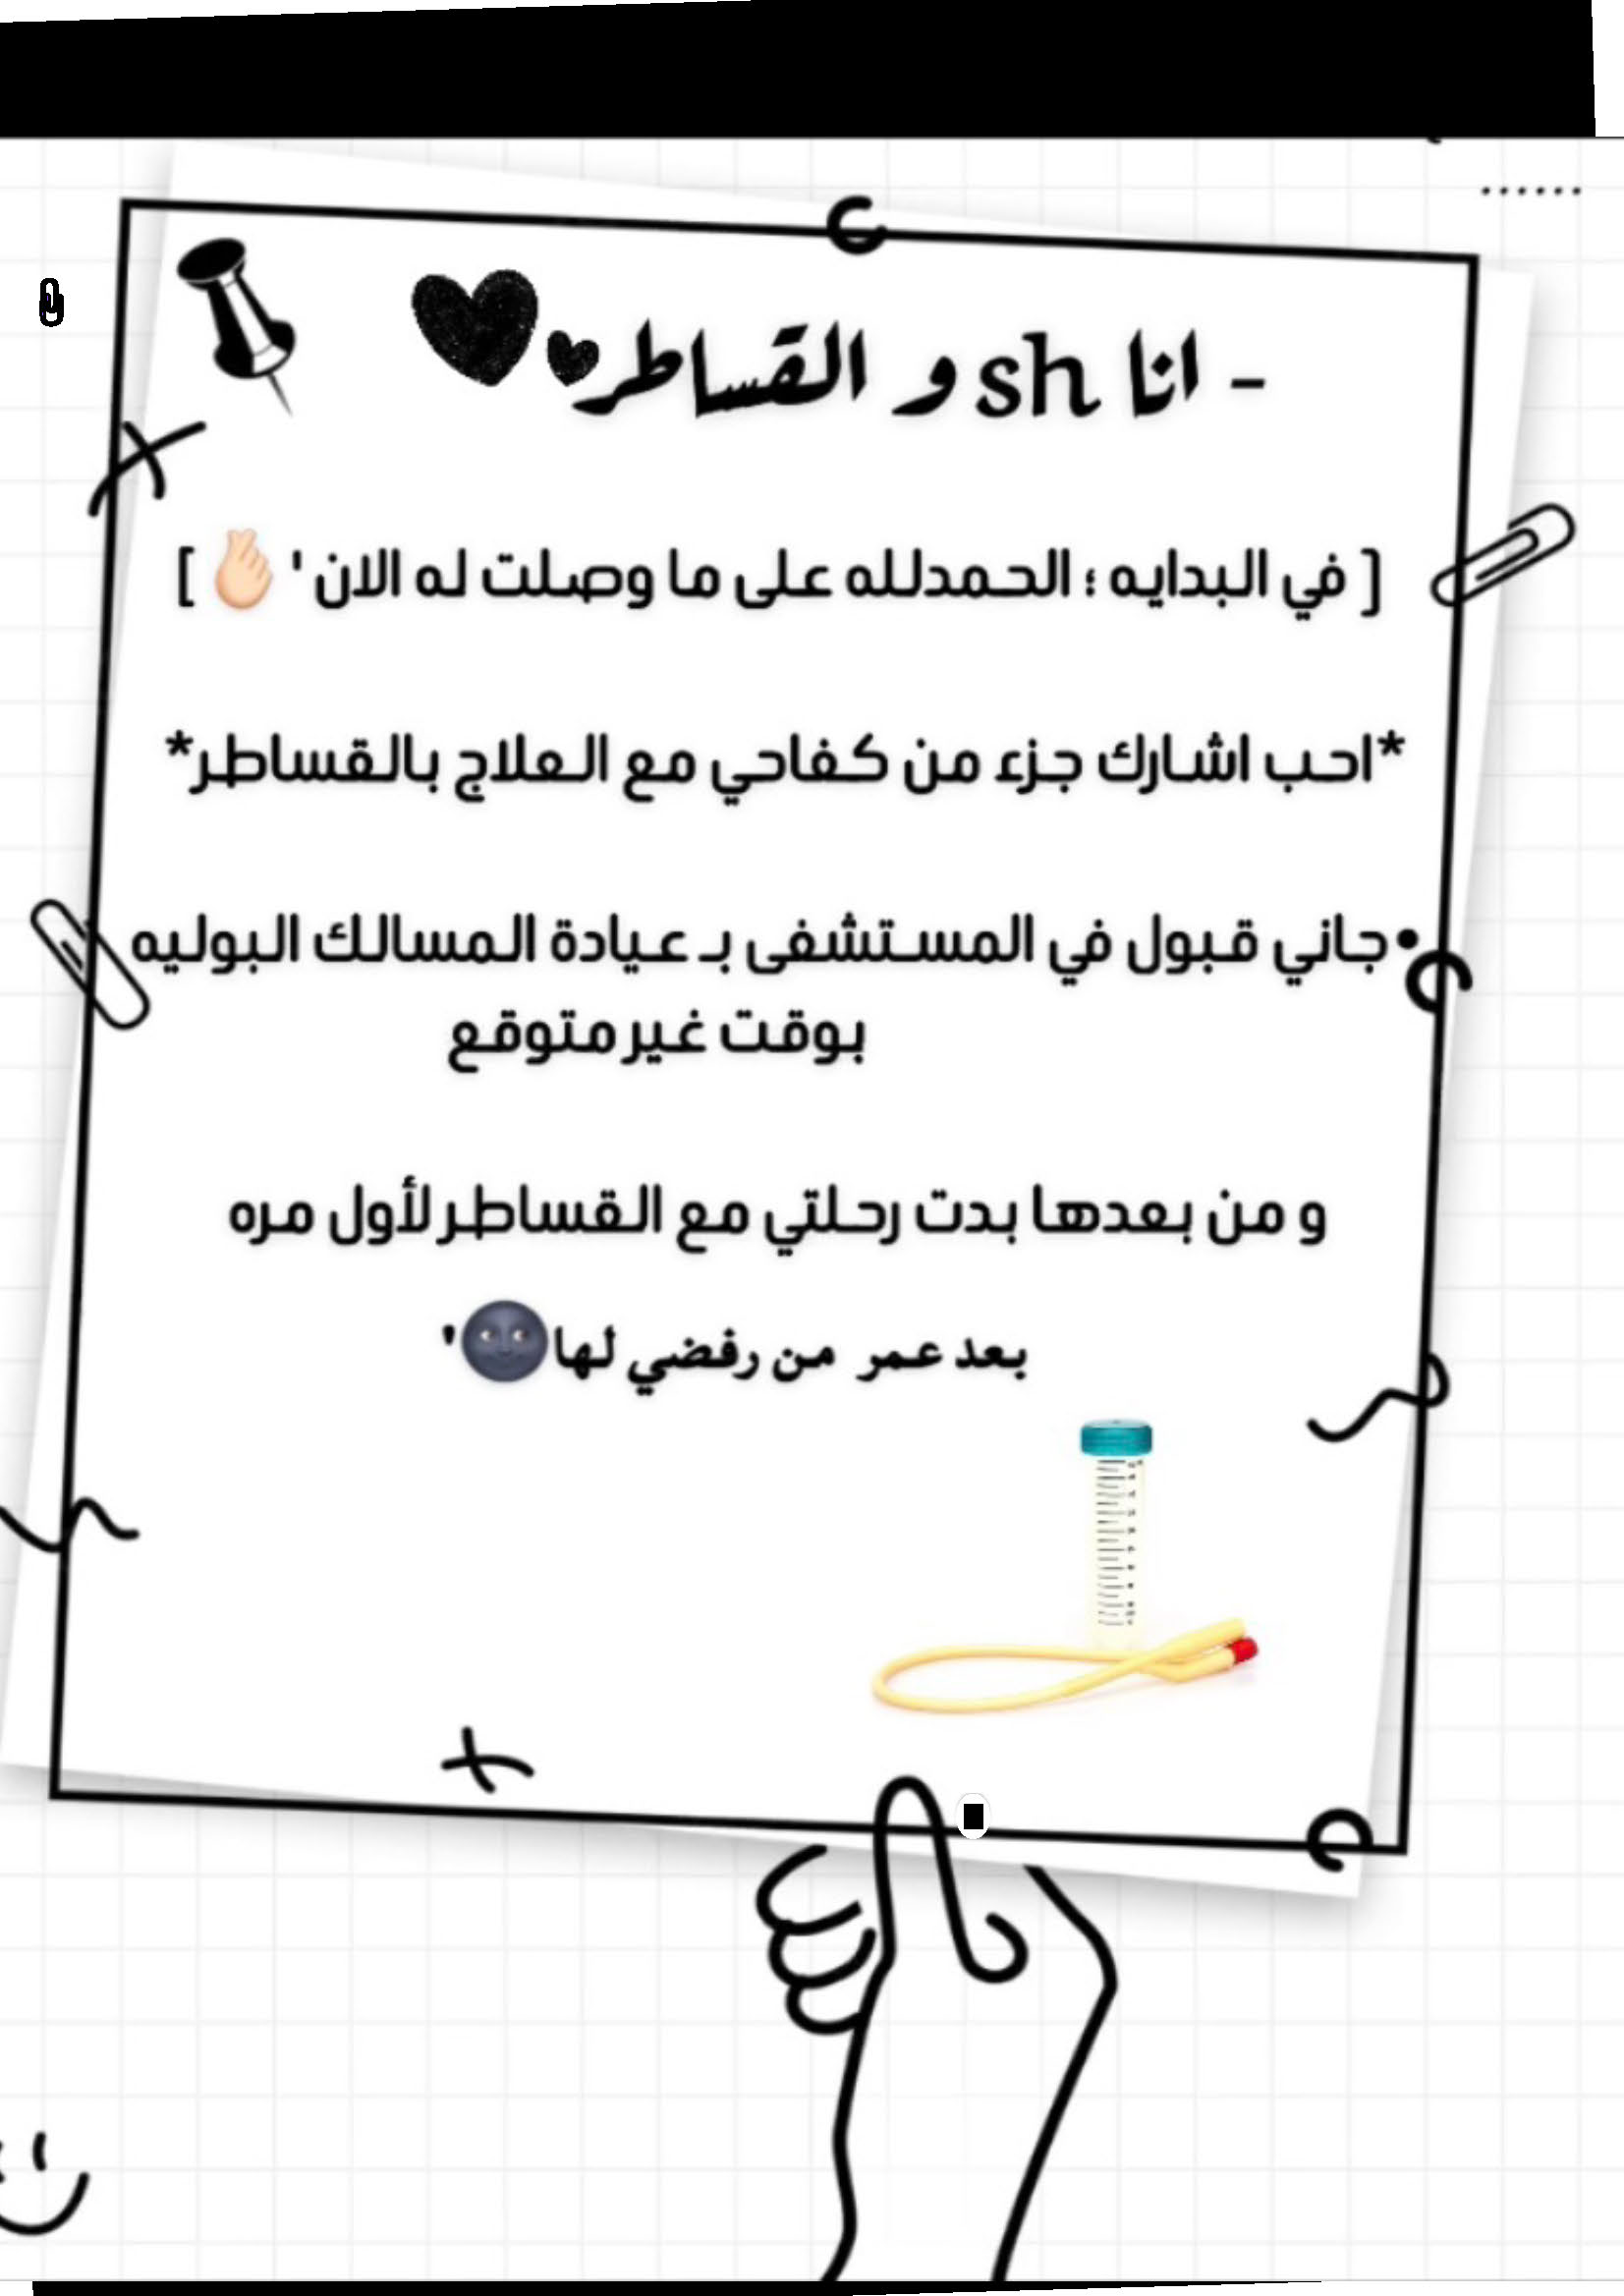 - انا sh و القساطر🖤🖤
[ في البدايه ؛ الحمدلله على ما وصلت له الان ' 🫰🏻 ]
*احب اشارك جزء من كفاحي مع العلاج بالقساطر*
•جاني قبول في المستشفى بـ عيادة المسالك البوليه
بوقت غير متوقع
و من بعدها بدت رحلتي مع القساطر لأول مره
بعد عمر من رفضي لها🌚'